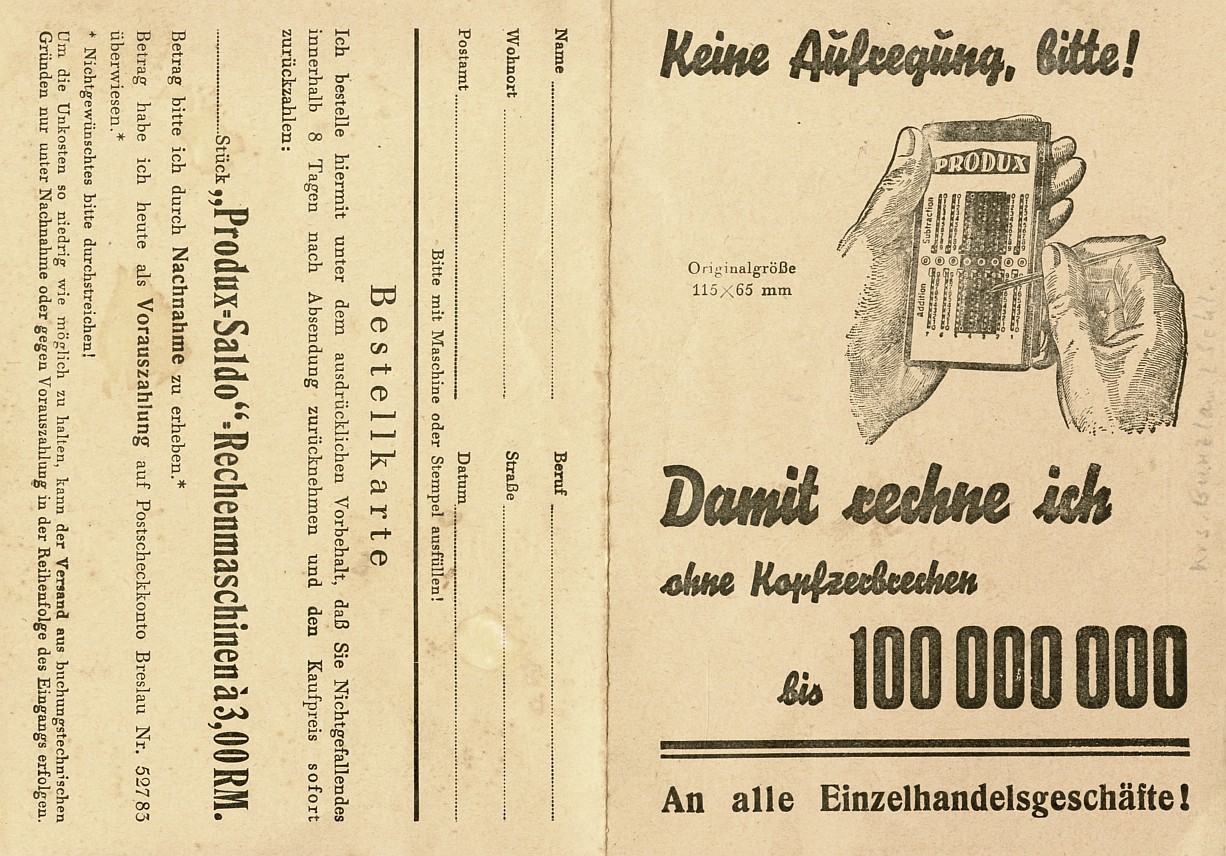 Keine Aufregung, bitte!
PRODUX
Subtraction
Addition
Originalgröße
115×65 mm
Damit rechne ich
ohne Kopfzerbrechen
bis 100 000 000
An alle Einzelhandelsgeschäfte!
Name Beruf
Wohnort Straße
Postamt Datum
Bitte mit Maschine oder Stempel ausfüllen!
Bestellkarte
Ich bestelle hiermit unter dem ausdrücklichen Vorbehalt, daß Sie Nichtgefallendes
innerhalb 8 Tagen nach Absendung zurücknehmen und den Kaufpreis sofort
zurückzahlen:
Stück „Produx=Saldo“=Rechenmaschinen à 3,00 RM.
Betrag bitte ich durch Nachnahme zu erheben.*
Betrag habe ich heute als Vorauszahlung auf Postscheckkonto Breslau Nr. 52783
überwiesen.*
* Nichtgewünschtes bitte durchstreichen!
Um die Unkosten so niedrig wie möglich zu halten, kann der Versand aus buchungstechnischen
Gründen nur unter Nachnahme oder gegen Vorauszahlung in der Reihenfolge des Eingangs erfolgen.